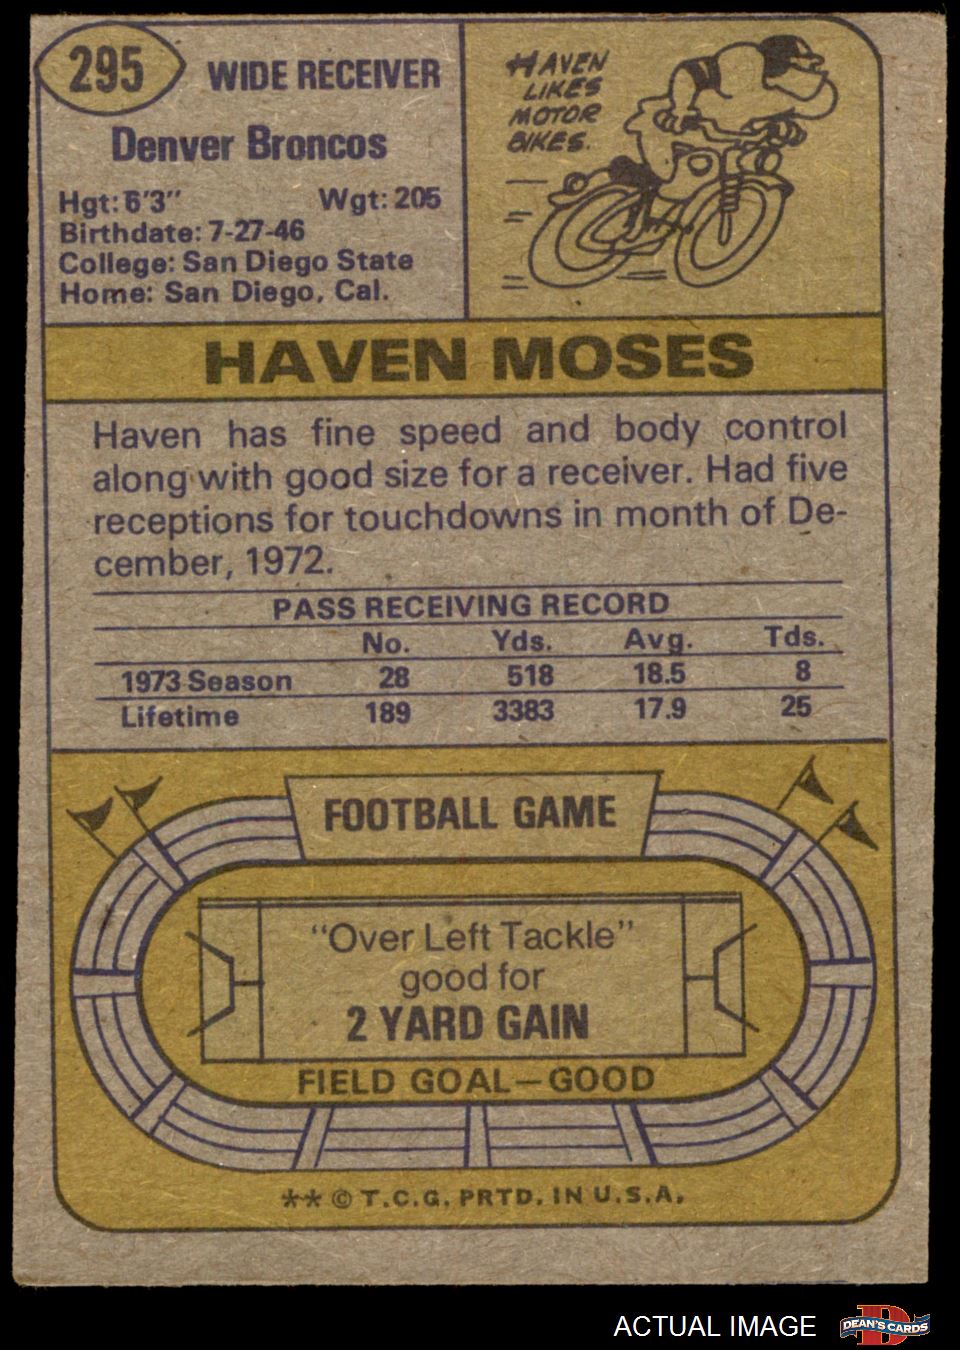 295
WIDE RECEIVER
Denver Broncos
Hgt: 6'3" Wgt: 205
Birthdate: 7-27-46
College: San Diego State
Home: San Diego, Cal.
HAVEN
LIKES
MOTOR
BIKES.
HAVEN MOSES
Haven has fine speed and body control
along with good size for a receiver. Had five
receptions for touchdowns in month of De-
cember, 1972.
PASS RECEIVING RECORD
No. Yds. Avg. Tds.
1973 Season 28 518 18.5 8
Lifetime 189 3383 17.9 25
FOOTBALL GAME
"Over Left Tackle"
good for
2 YARD GAIN
FIELD GOAL—GOOD
** © T.C.G. PRTD. IN U.S.A.
ACTUAL IMAGE
D
DEAN'S CARDS